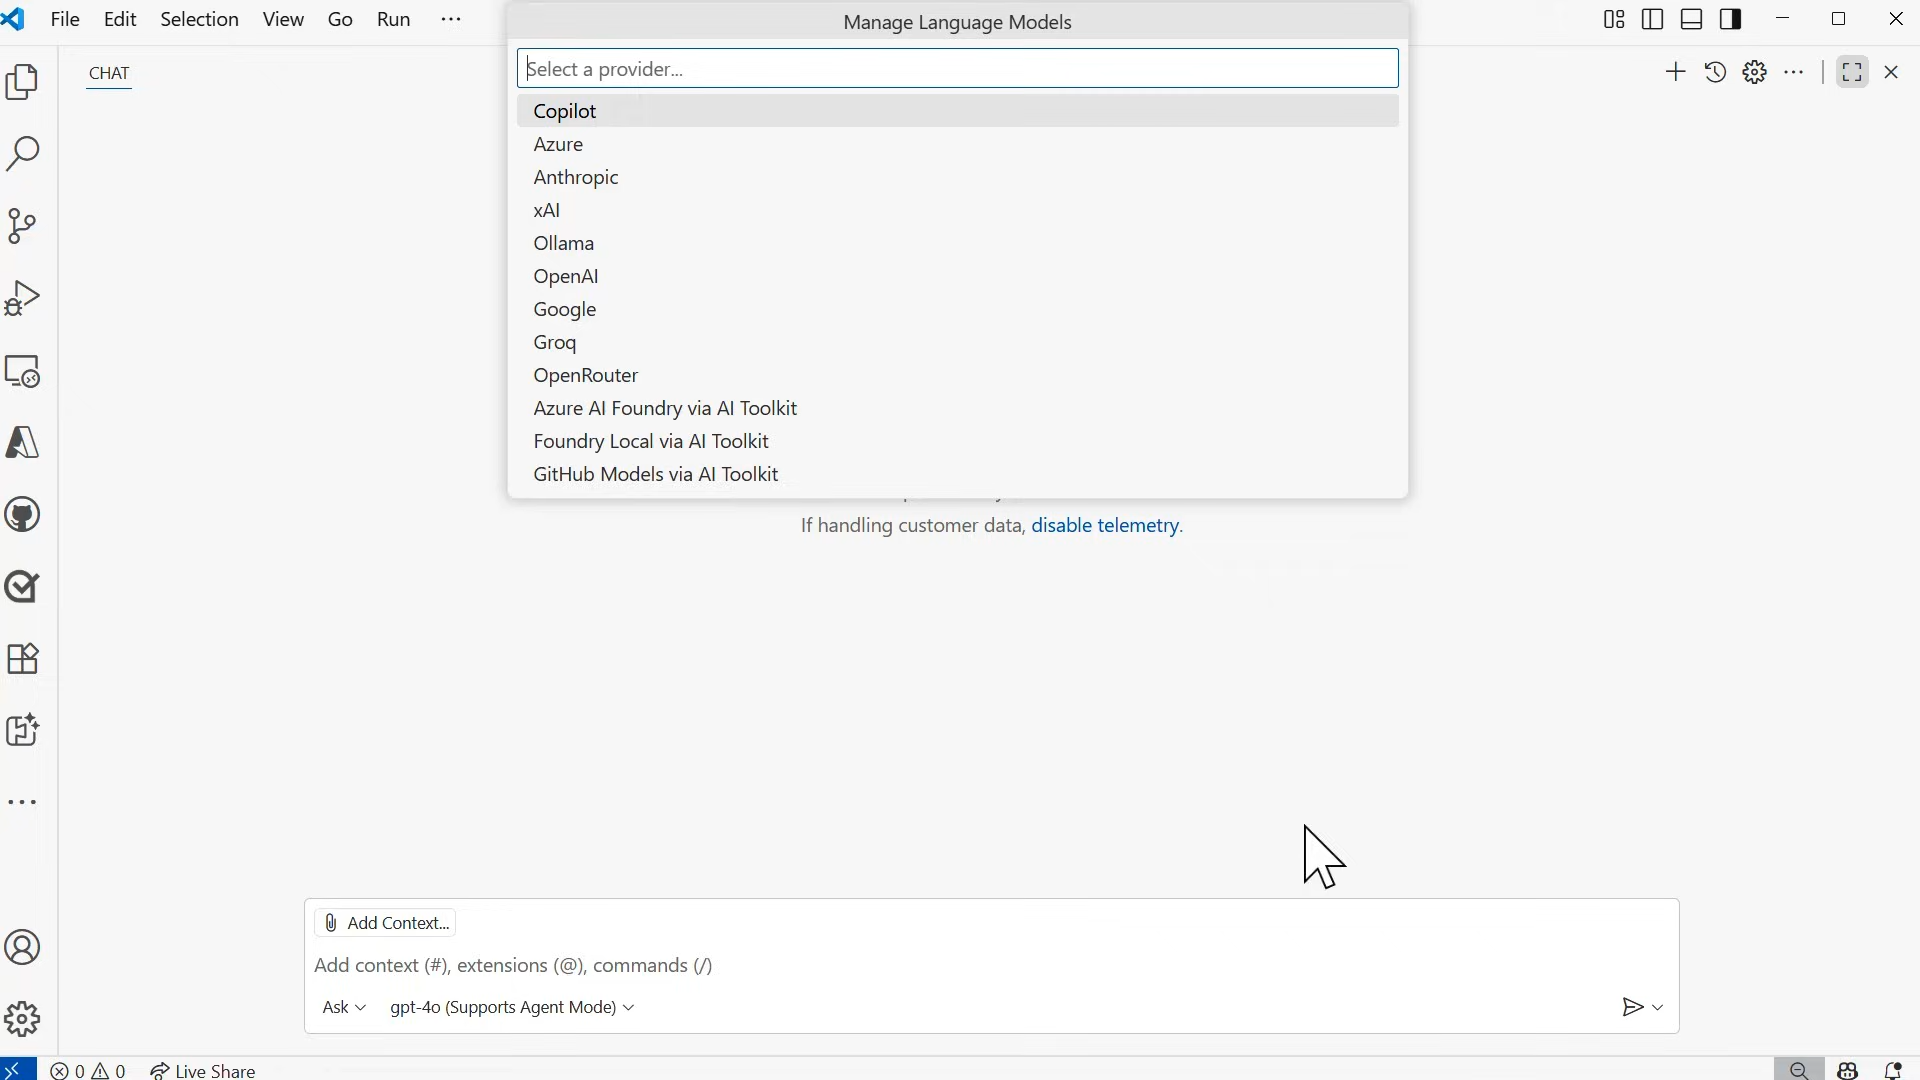 File Edit Selection View Go Run ···
Manage Language Models
CHAT
Select a provider...
Copilot
Azure
Anthropic
xAI
Ollama
OpenAI
Google
Groq
OpenRouter
Azure AI Foundry via AI Toolkit
Foundry Local via AI Toolkit
GitHub Models via AI Toolkit
If handling customer data, disable telemetry.
Add Context...
Add context (#), extensions (@), commands (/)
Ask gpt-4o (Supports Agent Mode)
0 0 Live Share